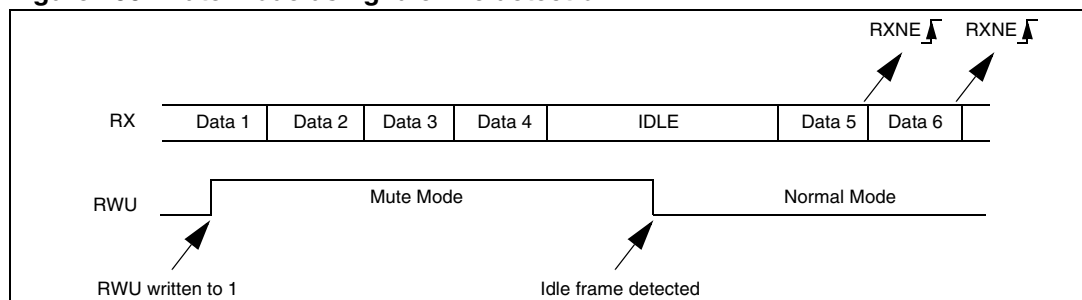 RXNE RXNE
RX Data 1 Data 2 Data 3 Data 4 IDLE Data 5 Data 6
RWU Mute Mode Normal Mode
RWU written to 1 Idle frame detected